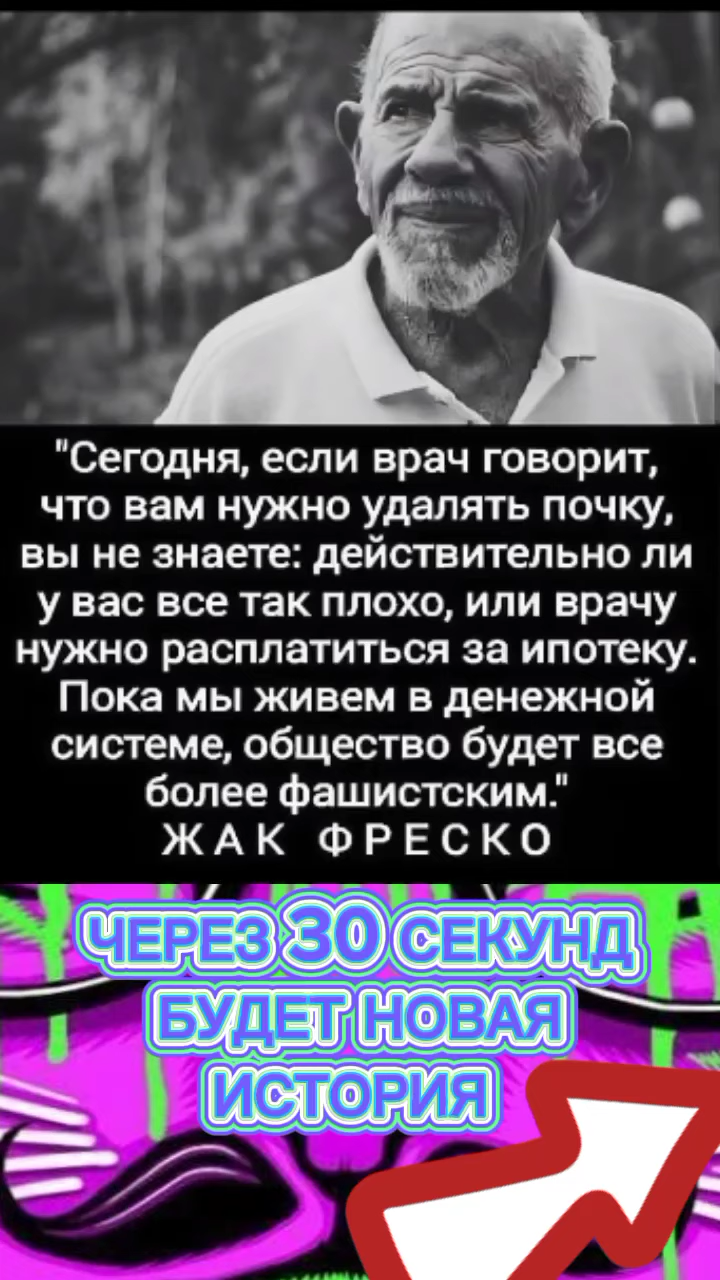 "Сегодня, если врач говорит,
что вам нужно удалять почку,
вы не знаете: действительно ли
у вас все так плохо, или врачу
нужно расплатиться за ипотеку.
Пока мы живем в денежной
системе, общество будет все
более фашистским."
ЖАК ФРЕСКО
ЧЕРЕЗ 30 СЕКУНД
БУДЕТ НОВАЯ
ИСТОРИЯ